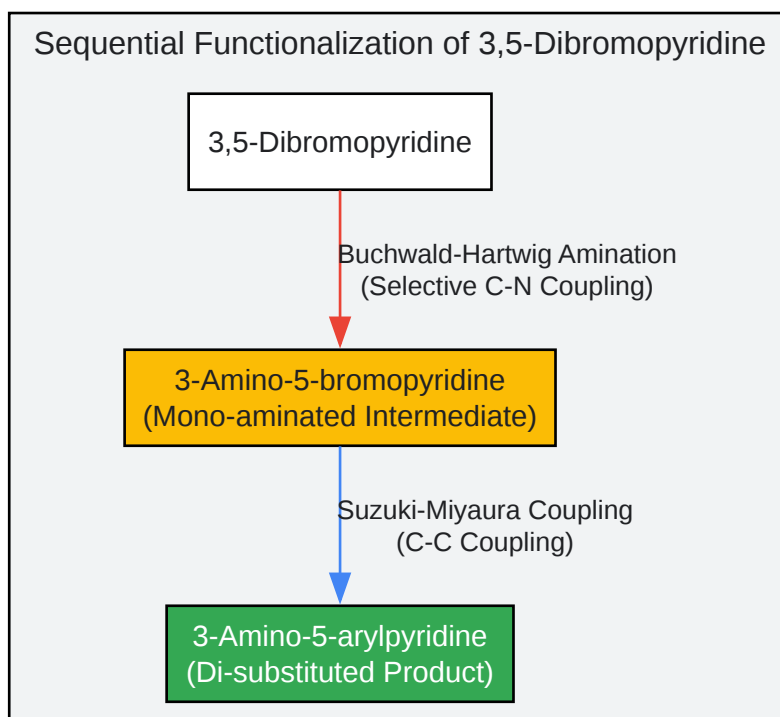 Sequential Functionalization of 3,5-Dibromopyridine
3,5-Dibromopyridine
Buchwald-Hartwig Amination
(Selective C-N Coupling)
3-Amino-5-bromopyridine
(Mono-aminated Intermediate)
Suzuki-Miyaura Coupling
(C-C Coupling)
3-Amino-5-arylpyridine
(Di-substituted Product)